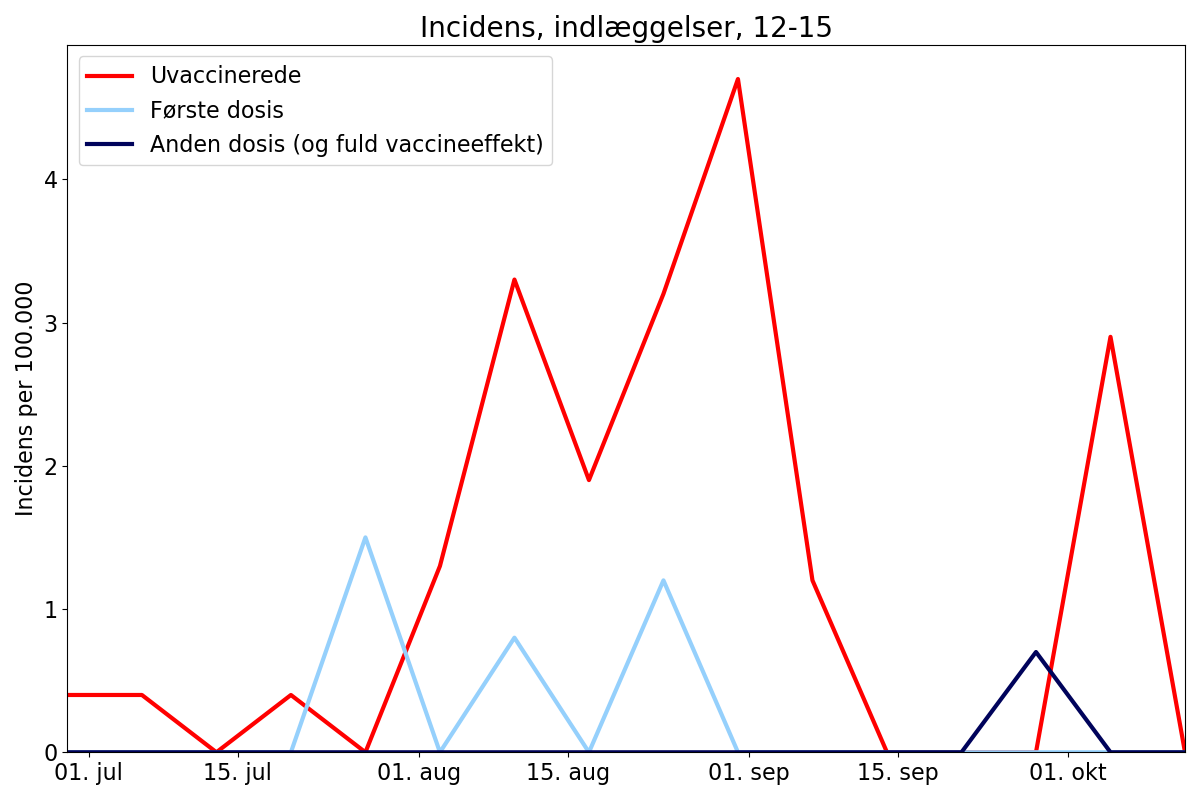 Incidens, indlæggelser, 12-15
Uvaccinerede
Første dosis
Anden dosis (og fuld vaccineeffekt)
Incidens per 100.000
4
3
2
1
0
01. jul 15. jul 01. aug 15. aug 01. sep 15. sep 01. okt